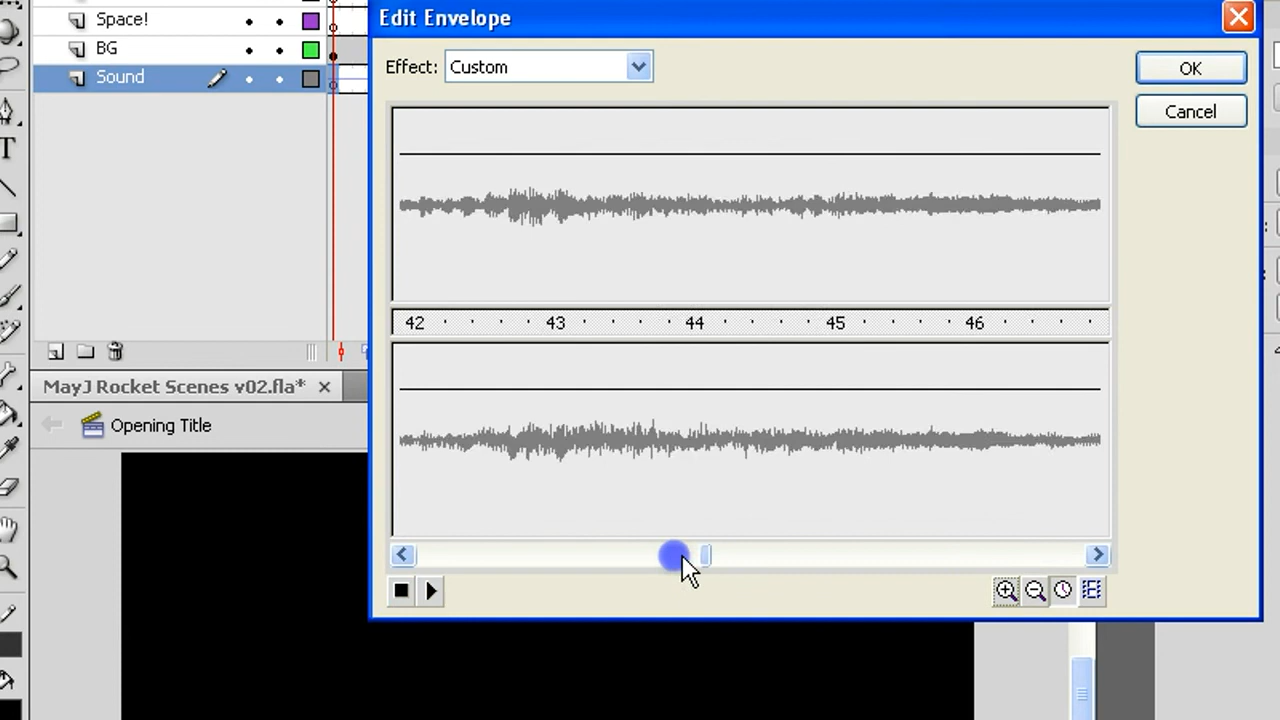 Space!
BG
Sound
T
MayJ Rocket Scenes v02.fla*
Opening Title
Edit Envelope
Effect: Custom
OK
Cancel
42 43 44 45 46